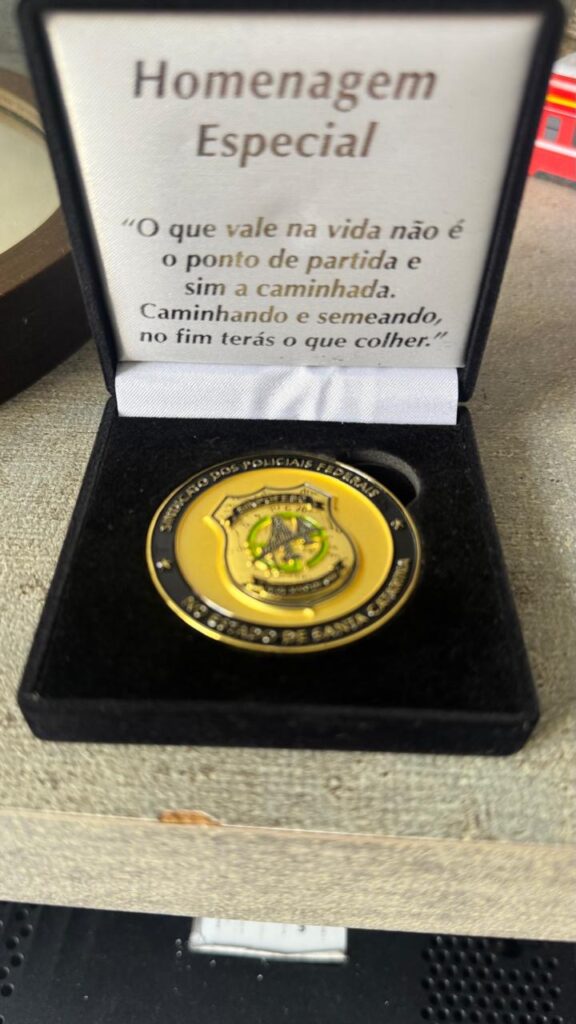 Homenagem
Especial
“O que vale na vida não é
o ponto de partida e
sim a caminhada.
Caminhando e semeando,
no fim terás o que colher.”
SINDICATO DOS POLICIAIS FEDERAIS
NO ESTADO DE SANTA CATARINA